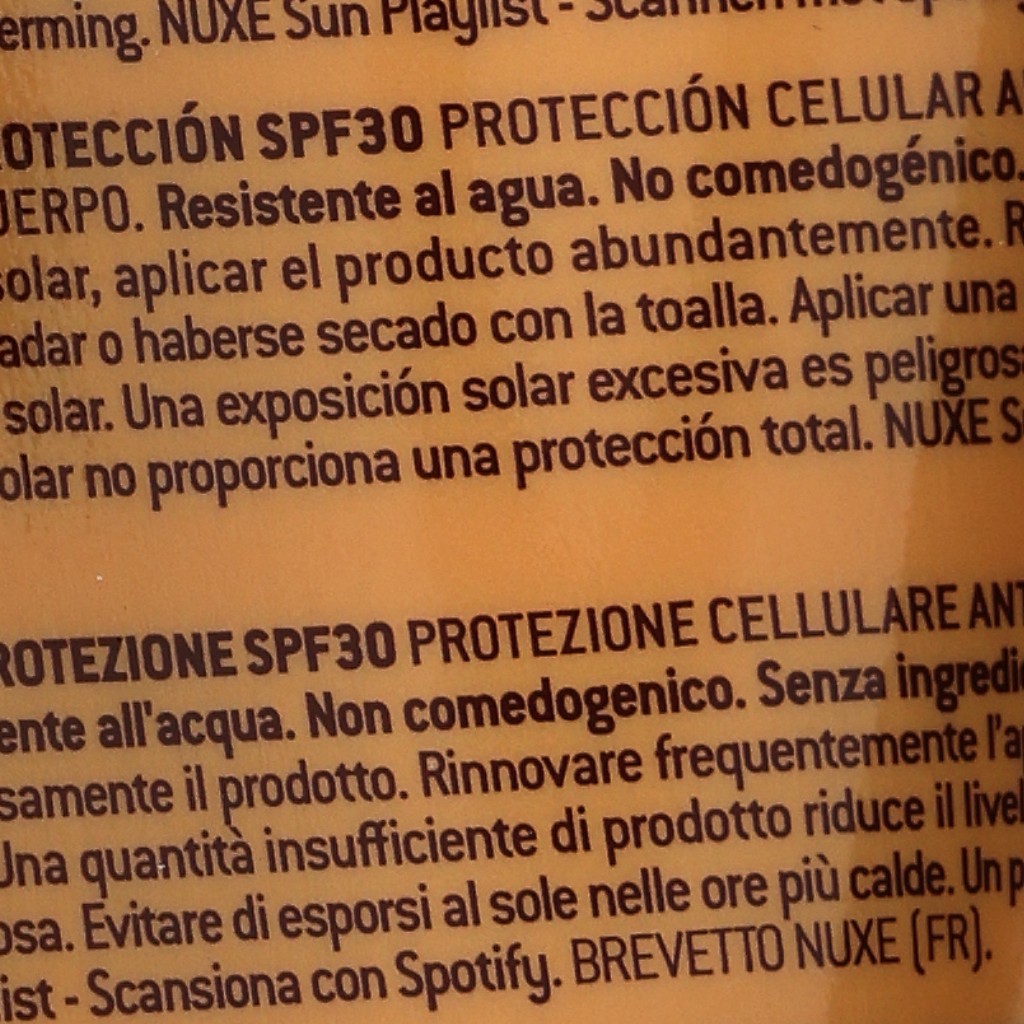 erming. NUXE Sun Playlist -
OTECCIÓN SPF30 PROTECCIÓN CELULAR A
UERPO. Resistente al agua. No comedogénico.
solar, aplicar el producto abundantemente. R
adar o haberse secado con la toalla. Aplicar una
solar. Una exposición solar excesiva es peligrosa
olar no proporciona una protección total. NUXE S
ROTEZIONE SPF30 PROTEZIONE CELLULARE ANT
ente all'acqua. Non comedogenico. Senza ingredi
samente il prodotto. Rinnovare frequentemente l'ap
Una quantità insufficiente di prodotto riduce il livel
osa. Evitare di esporsi al sole nelle ore più calde. Un p
ist - Scansiona con Spotify. BREVETTO NUXE (FR).